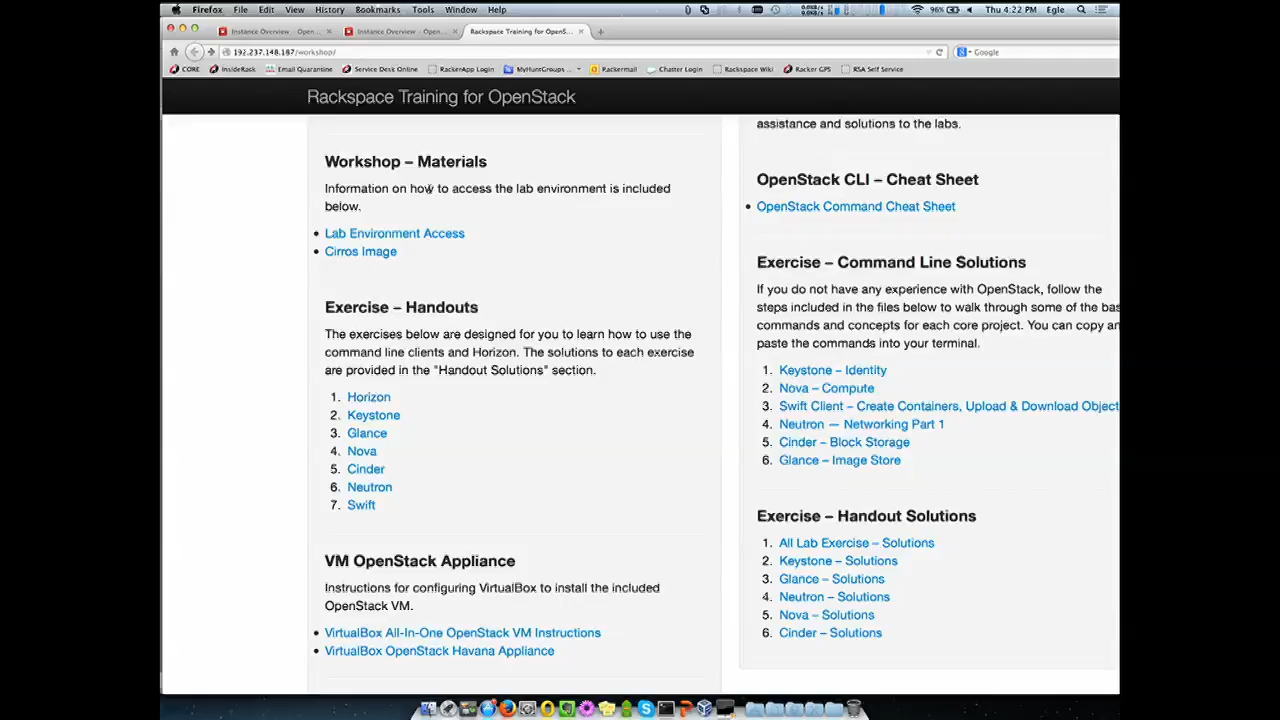 Firefox File Edit View History Bookmarks Tools Window Help
96% Thu 4:22 PM Egle
Instance Overview - Open...
Instance Overview - Open...
Rackspace Training for OpenS...
192.237.148.187/workshop/
Google
CORE InsideRack Email Quarantine Service Desk Online RackerApp Login MyHuntGroups Rackermail Chatter Login Rackspace Wiki Racker GPS RSA Self Service
Rackspace Training for OpenStack
Workshop – Materials
Information on how to access the lab environment is included
below.
• Lab Environment Access
• Cirros Image
Exercise – Handouts
The exercises below are designed for you to learn how to use the
command line clients and Horizon. The solutions to each exercise
are provided in the "Handout Solutions" section.
1. Horizon
2. Keystone
3. Glance
4. Nova
5. Cinder
6. Neutron
7. Swift
VM OpenStack Appliance
Instructions for configuring VirtualBox to install the included
OpenStack VM.
• VirtualBox All-In-One OpenStack VM Instructions
• VirtualBox OpenStack Havana Appliance
assistance and solutions to the labs.
OpenStack CLI – Cheat Sheet
• OpenStack Command Cheat Sheet
Exercise – Command Line Solutions
If you do not have any experience with OpenStack, follow the
steps included in the files below to walk through some of the bas
commands and concepts for each core project. You can copy an
paste the commands into your terminal.
1. Keystone – Identity
2. Nova – Compute
3. Swift Client – Create Containers, Upload & Download Object
4. Neutron — Networking Part 1
5. Cinder – Block Storage
6. Glance – Image Store
Exercise – Handout Solutions
1. All Lab Exercise – Solutions
2. Keystone – Solutions
3. Glance – Solutions
4. Neutron – Solutions
5. Nova – Solutions
6. Cinder – Solutions